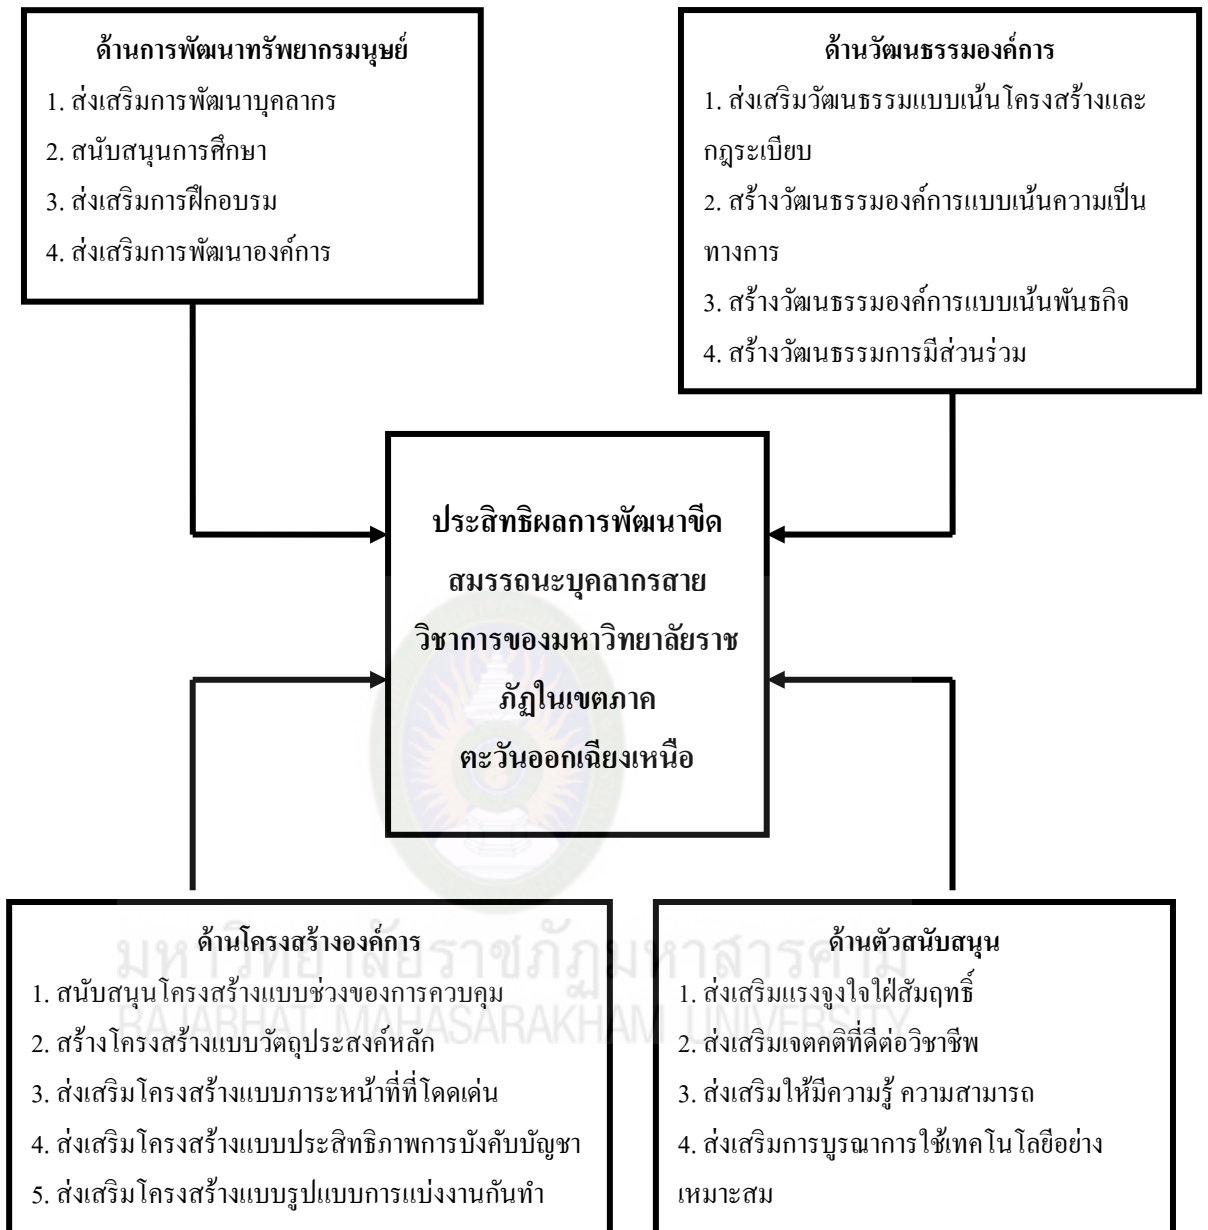 ด้านการพัฒนาทรัพยากรมนุษย์
1. ส่งเสริมการพัฒนาบุคลากร
2. สนับสนุนการศึกษา
3. ส่งเสริมการฝึกอบรม
4. ส่งเสริมการพัฒนาองค์การ
ด้านวัฒนธรรมองค์การ
1. ส่งเสริมวัฒนธรรมแบบเน้นโครงสร้างและ
กฎระเบียบ
2. สร้างวัฒนธรรมองค์การแบบเน้นความเป็น
ทางการ
3. สร้างวัฒนธรรมองค์การแบบเน้นพันธกิจ
4. สร้างวัฒนธรรมการมีส่วนร่วม
ประสิทธิผลการพัฒนาขีด
สมรรถนะบุคลากรสาย
วิชาการของมหาวิทยาลัยราช
ภัฏในเขตภาค
ตะวันออกเฉียงเหนือ
ด้านโครงสร้างองค์การ
1. สนับสนุนโครงสร้างแบบช่วงของการควบคุม
2. สร้างโครงสร้างแบบวัตถุประสงค์หลัก
3. ส่งเสริมโครงสร้างแบบภาระหน้าที่ที่โดดเด่น
4. ส่งเสริมโครงสร้างแบบประสิทธิภาพการบังคับบัญชา
5. ส่งเสริมโครงสร้างแบบรูปแบบการแบ่งงานกันทำ
ด้านตัวสนับสนุน
1. ส่งเสริมแรงจูงใจใฝ่สัมฤทธิ์
2. ส่งเสริมเจตคติที่ดีต่อวิชาชีพ
3. ส่งเสริมให้มีความรู้ ความสามารถ
4. ส่งเสริมการบูรณาการใช้เทคโนโลยีอย่าง
เหมาะสม
มหาวิทยาลัยราชภัฏมหาสารคาม
RAJABHAT MAHASARAKHAM UNIVERSITY